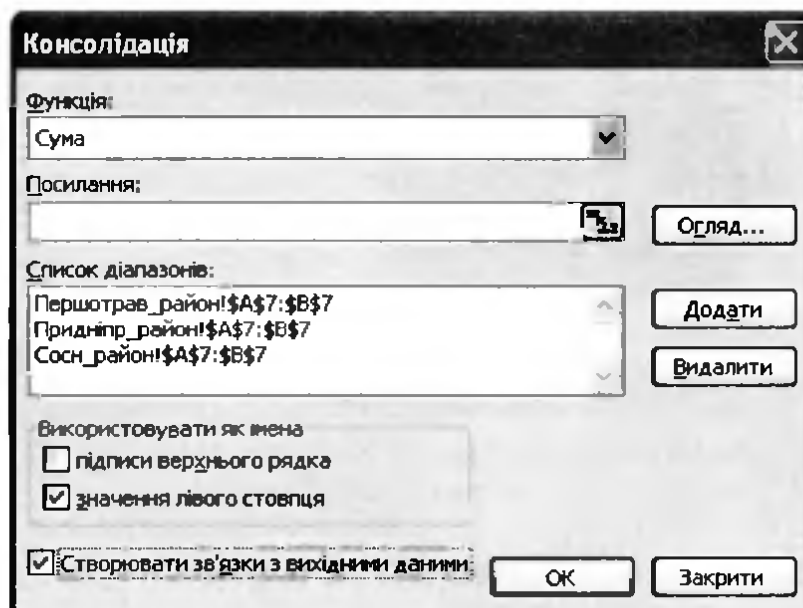 Консолідація
Функція:
Сума
Посилання:
Огляд...
Список діапазонів:
Першотрав_район!$A$7:$B$7
Придніпр_район!$A$7:$B$7
Сосн_район!$A$7:$B$7
Додати
Видалити
Використовувати як імена
підписи верхнього рядка
значення лівого стовпця
Створювати зв'язки з вихідними даними
OK
Закрити